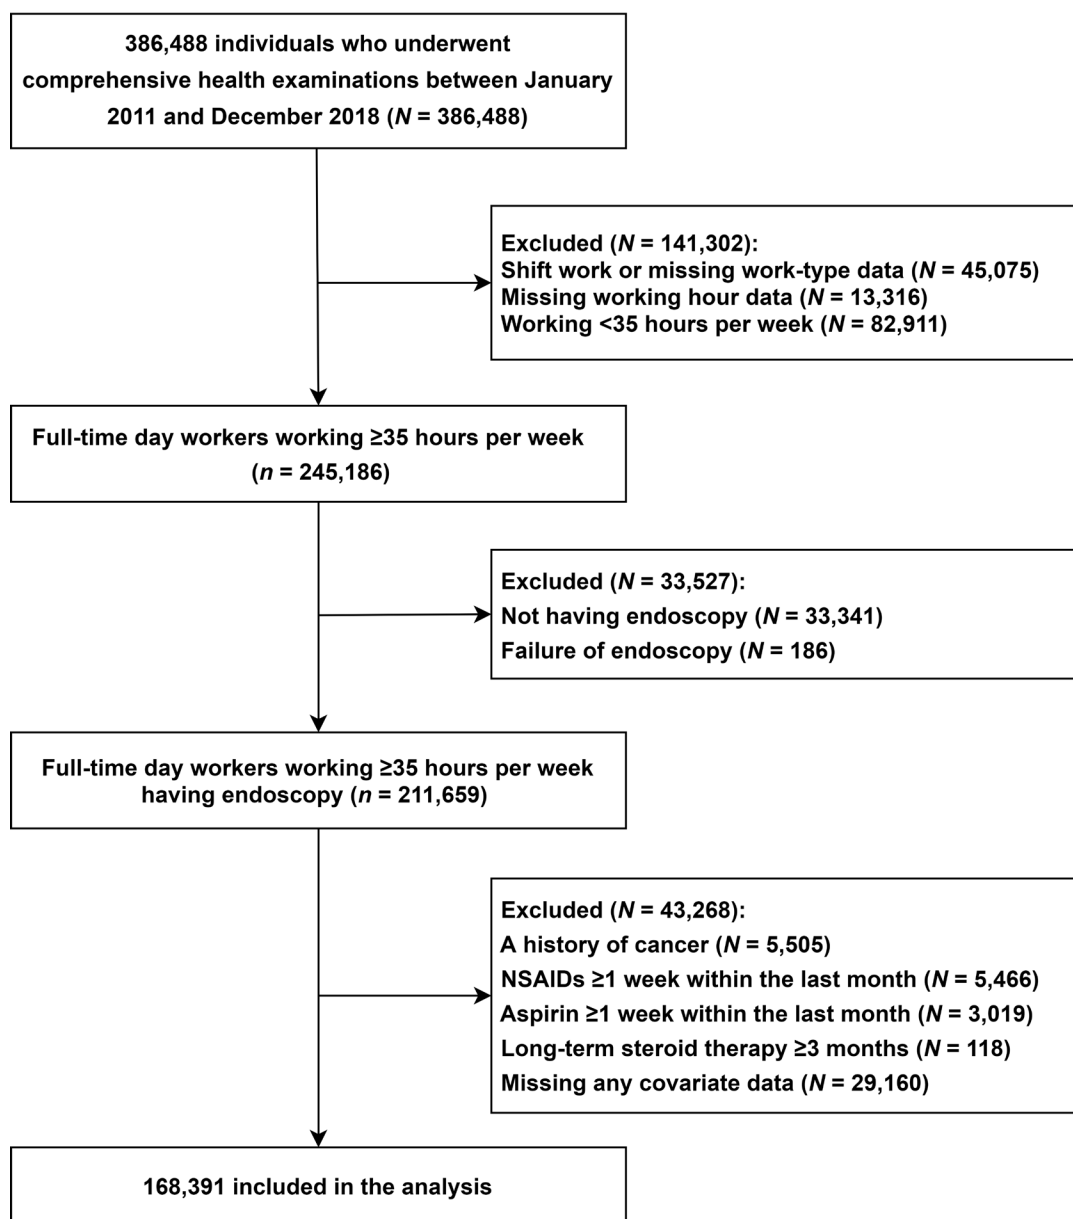 386,488 individuals who underwent
comprehensive health examinations between January
2011 and December 2018 (N = 386,488)
Excluded (N = 141,302):
Shift work or missing work-type data (N = 45,075)
Missing working hour data (N = 13,316)
Working <35 hours per week (N = 82,911)
Full-time day workers working ≥35 hours per week
(n = 245,186)
Excluded (N = 33,527):
Not having endoscopy (N = 33,341)
Failure of endoscopy (N = 186)
Full-time day workers working ≥35 hours per week
having endoscopy (n = 211,659)
Excluded (N = 43,268):
A history of cancer (N = 5,505)
NSAIDs ≥1 week within the last month (N = 5,466)
Aspirin ≥1 week within the last month (N = 3,019)
Long-term steroid therapy ≥3 months (N = 118)
Missing any covariate data (N = 29,160)
168,391 included in the analysis